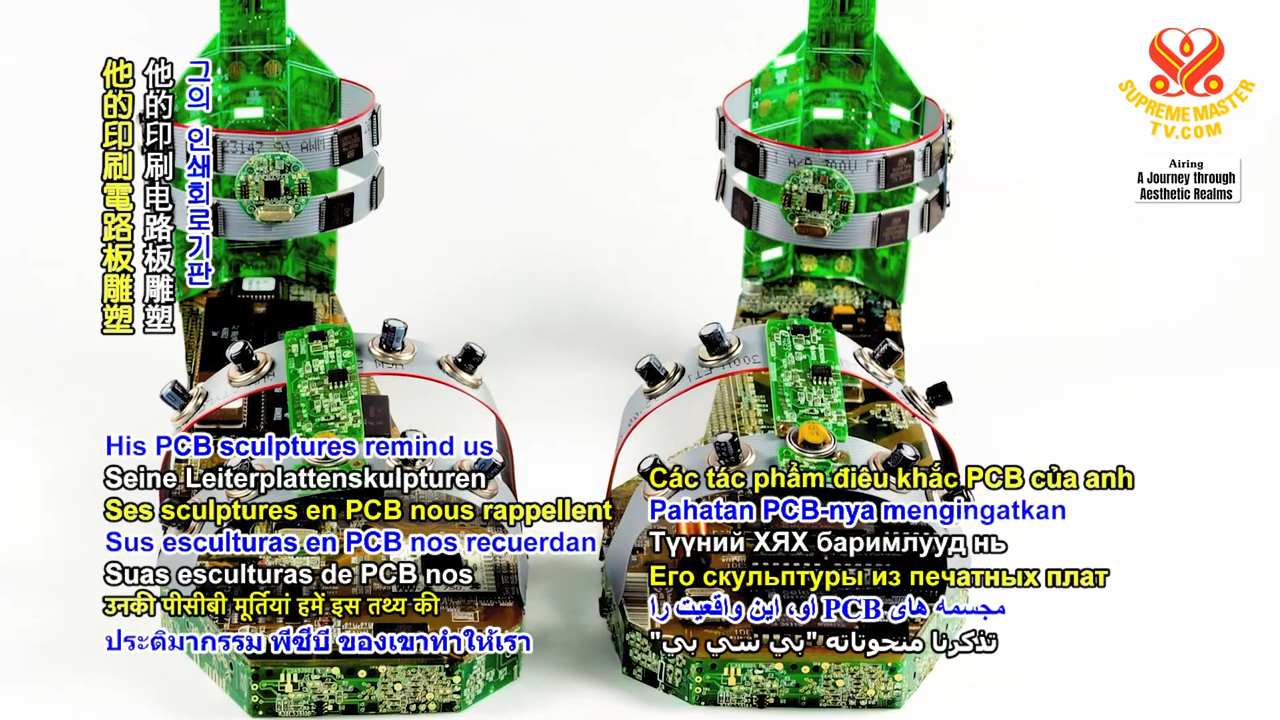 他的印刷電路板雕塑
他的印刷电路板雕塑
그의 인쇄회로기판
SUPREME MASTER
TV.COM
Airing
A Journey through
Aesthetic Realms
His PCB sculptures remind us
Seine Leiterplattenskulpturen
Ses sculptures en PCB nous rappellent
Sus esculturas en PCB nos recuerdan
Suas esculturas de PCB nos
उनकी पीसीबी मूर्तियां हमें इस तथ्य की
ประติมากรรม พีซีบี ของเขาทำให้เรา
Các tác phẩm điêu khắc PCB của anh
Pahatan PCB-nya mengingatkan
Түүний ХЯХ баримлууд нь
Его скульптуры из печатных плат
مجسمه های PCB او، این واقعیت را
تذكرنا منحوتاته "بي سي بي"